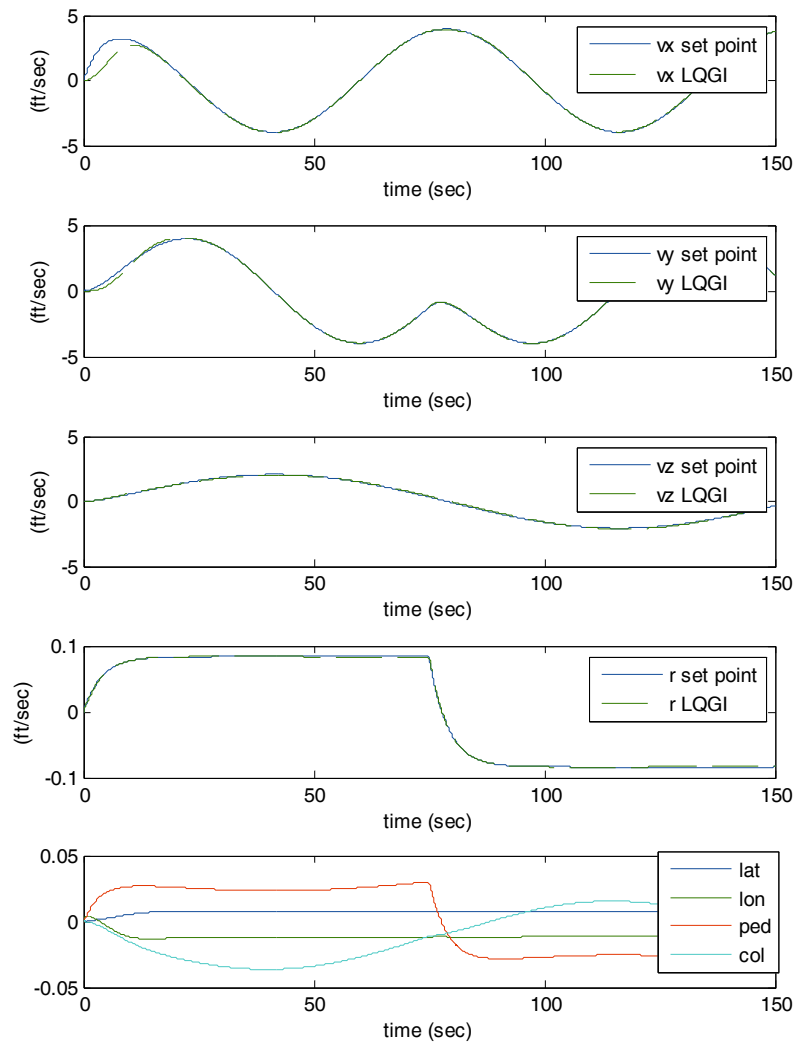 5
0
-5
(ft/sec)
vx set point
vx LQGI
0
50
100
150
time (sec)
5
0
-5
(ft/sec)
vy set point
vy LQGI
0
50
100
150
time (sec)
5
0
-5
(ft/sec)
vz set point
vz LQGI
0
50
100
150
time (sec)
0.1
0
-0.1
(ft/sec)
r set point
r LQGI
0
50
100
150
time (sec)
0.05
0
-0.05
lat
lon
ped
col
0
50
100
150
time (sec)